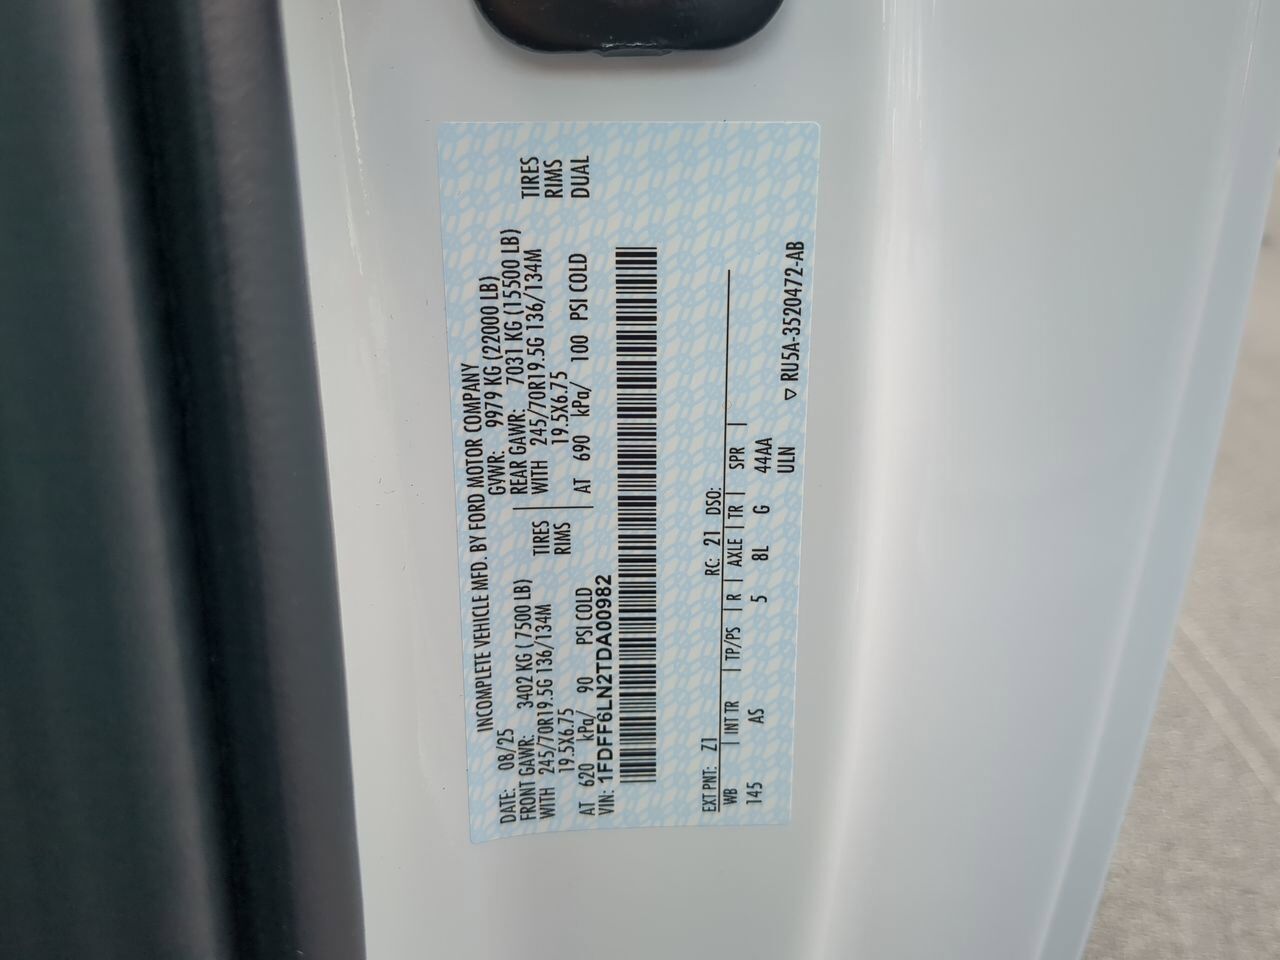 INCOMPLETE VEHICLE MFD. BY FORD MOTOR COMPANY
DATE: 08/25 GVWR: 9979 KG (22000 LB)
FRONT GAWR: 3402 KG (7500 LB) REAR GAWR: 7031 KG (15500 LB)
WITH 245/70R19.5G 136/134M TIRES WITH 245/70R19.5G 136/134M TIRES
19.5X6.75 RIMS 19.5X6.75 RIMS
AT 620 kPa/ 90 PSI COLD AT 690 kPa/ 100 PSI COLD DUAL
VIN: 1FDFF6LN2TDA00982
EXT PNT: Z1 RC: 21 DSO:
WB | INT TR | TP/PS | R | AXLE | TR | SPR |
145 AS 5 8L G 44AA
ULN
▽ RU5A-3520472-AB